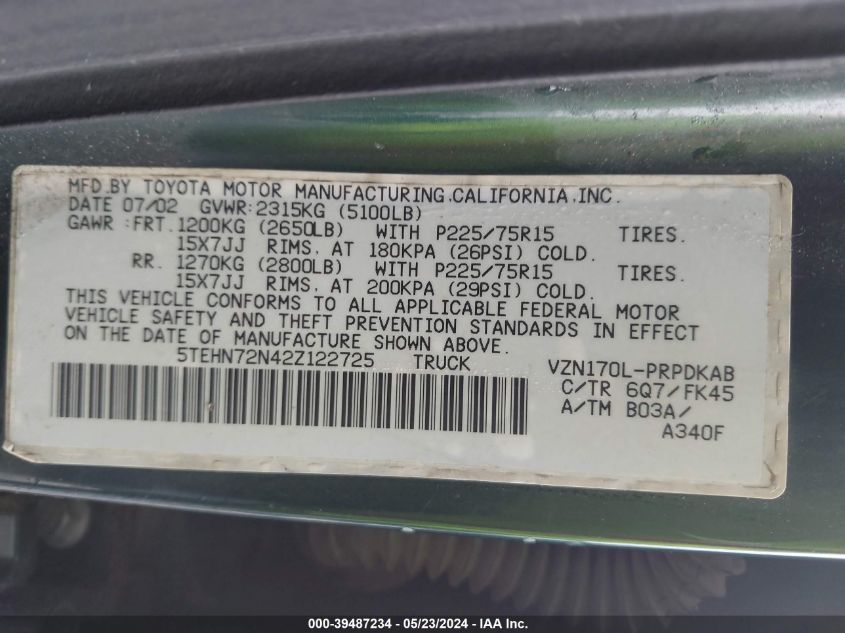 MFD.BY TOYOTA MOTOR MANUFACTURING.CALIFORNIA.INC.
DATE 07/02 GVWR:2315KG (5100LB)
GAWR :FRT.1200KG (2650LB) WITH P225/75R15 TIRES.
15X7JJ RIMS. AT 180KPA (26PSI) COLD.
RR. 1270KG (2800LB) WITH P225/75R15 TIRES.
15X7JJ RIMS. AT 200KPA (29PSI) COLD.
THIS VEHICLE CONFORMS TO ALL APPLICABLE FEDERAL MOTOR
VEHICLE SAFETY AND THEFT PREVENTION STANDARDS IN EFFECT
ON THE DATE OF MANUFACTURE SHOWN ABOVE.
5TEHN72N42Z122725 TRUCK VZN170L-PRPDKAB
C/TR 6Q7/FK45
A/TM B03A/
A340F
000-39487234 - 05/23/2024 - IAA Inc.